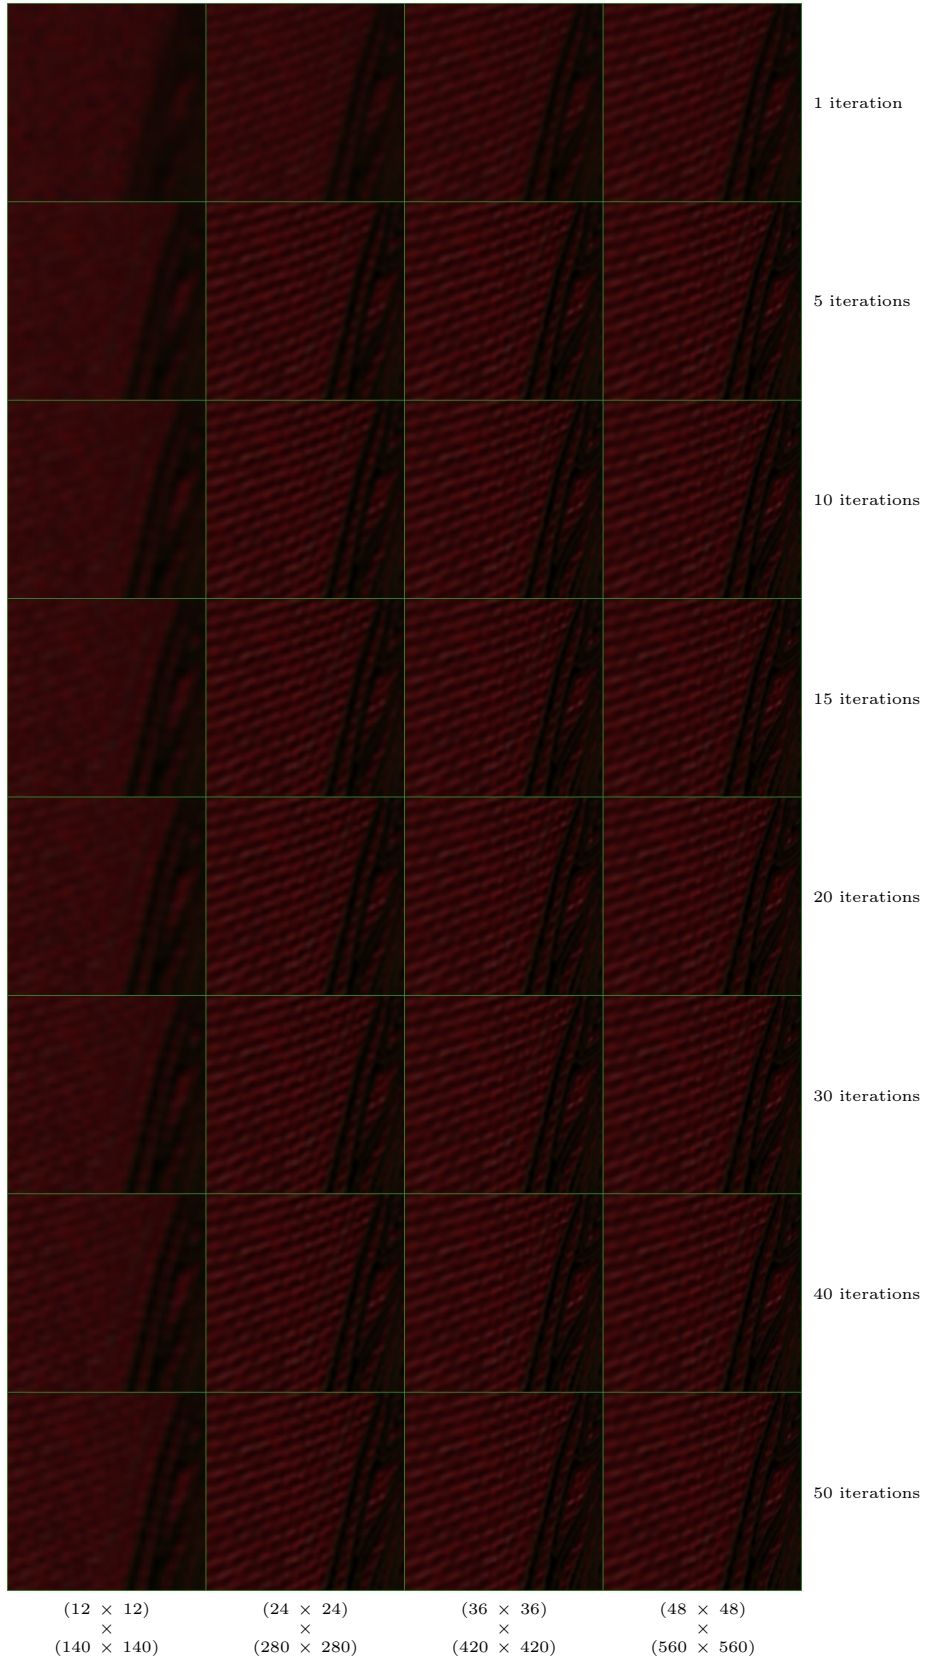 1 iteration
5 iterations
10 iterations
15 iterations
20 iterations
30 iterations
40 iterations
50 iterations
(12 × 12) (24 × 24) (36 × 36) (48 × 48)
× × × ×
(140 × 140) (280 × 280) (420 × 420) (560 × 560)